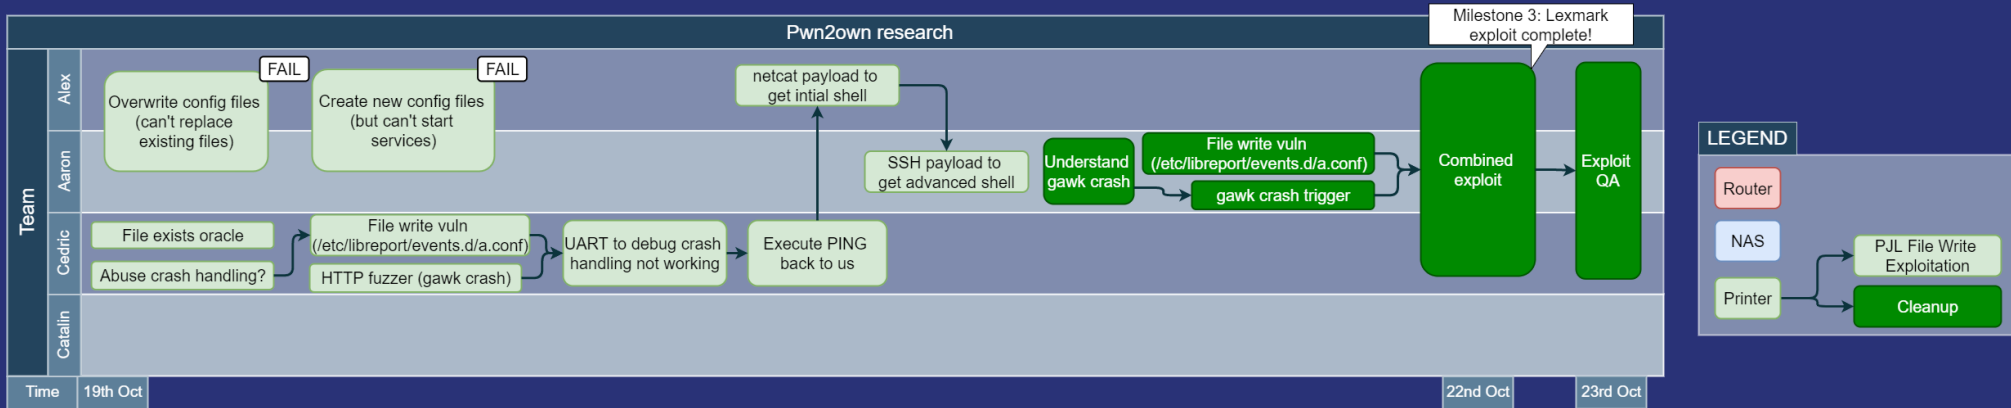 Milestone 3: Lexmark
exploit complete!
Pwn2own research
Team
Alex
Aaron
Cedric
Catalin
Overwrite config files
(can't replace
existing files)
FAIL
Create new config files
(but can't start
services)
FAIL
netcat payload to
get intial shell
SSH payload to
get advanced shell
Understand
gawk crash
File write vuln
(/etc/libreport/events.d/a.conf)
gawk crash trigger
Combined
exploit
Exploit
QA
File exists oracle
Abuse crash handling?
File write vuln
(/etc/libreport/events.d/a.conf)
HTTP fuzzer (gawk crash)
UART to debug crash
handling not working
Execute PING
back to us
Time
19th Oct
22nd Oct
23rd Oct
LEGEND
Router
NAS
Printer
PJL File Write
Exploitation
Cleanup